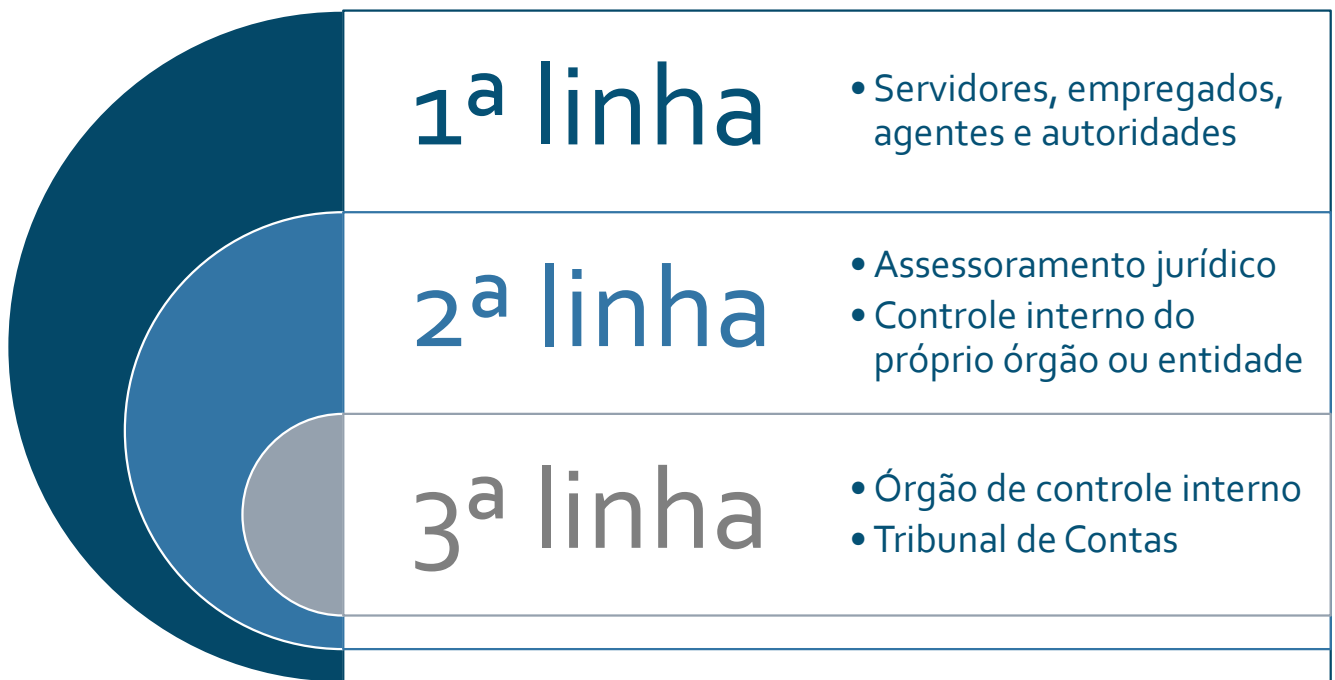 1ª linha
• Servidores, empregados,
agentes e autoridades
2ª linha
• Assessoramento jurídico
• Controle interno do
próprio órgão ou entidade
3ª linha
• Órgão de controle interno
• Tribunal de Contas